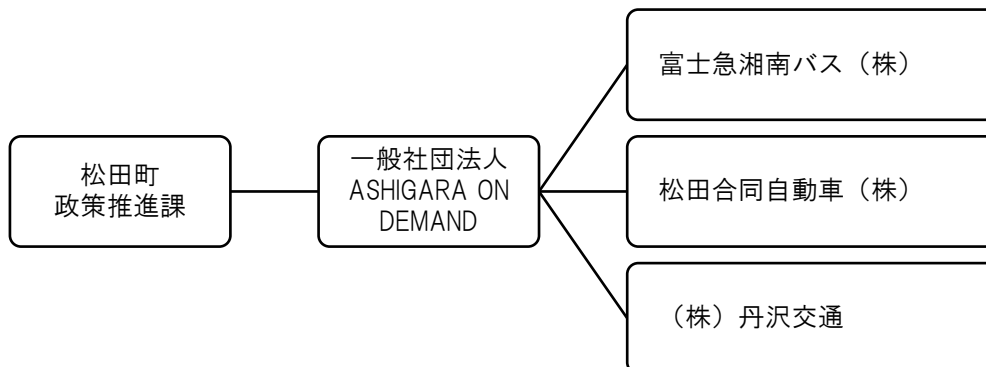 松田町
政策推進課
一般社団法人
ASHIGARA ON
DEMAND
富士急湘南バス（株）
松田合同自動車（株）
（株）丹沢交通